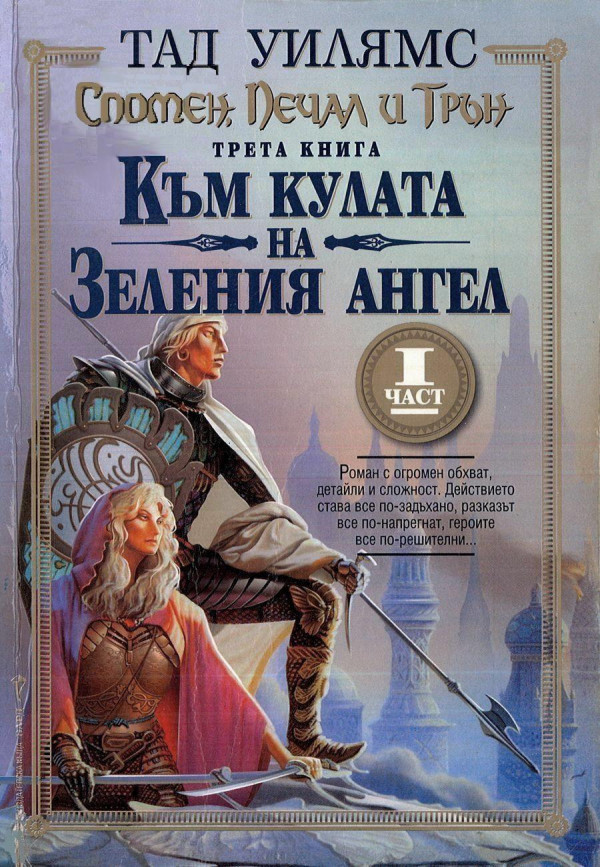 ТАД УИЛЯМС
Спомен, Печал и Трън
ТРЕТА КНИГА
КЪМ КУЛАТА
НА
ЗЕЛЕНИЯ АНГЕЛ
I
ЧАСТ
Роман с огромен обхват,
детайли и сложност. Действието
става все по-задъхано, разказът
все по-напрегнат, героите
все по-решителни...